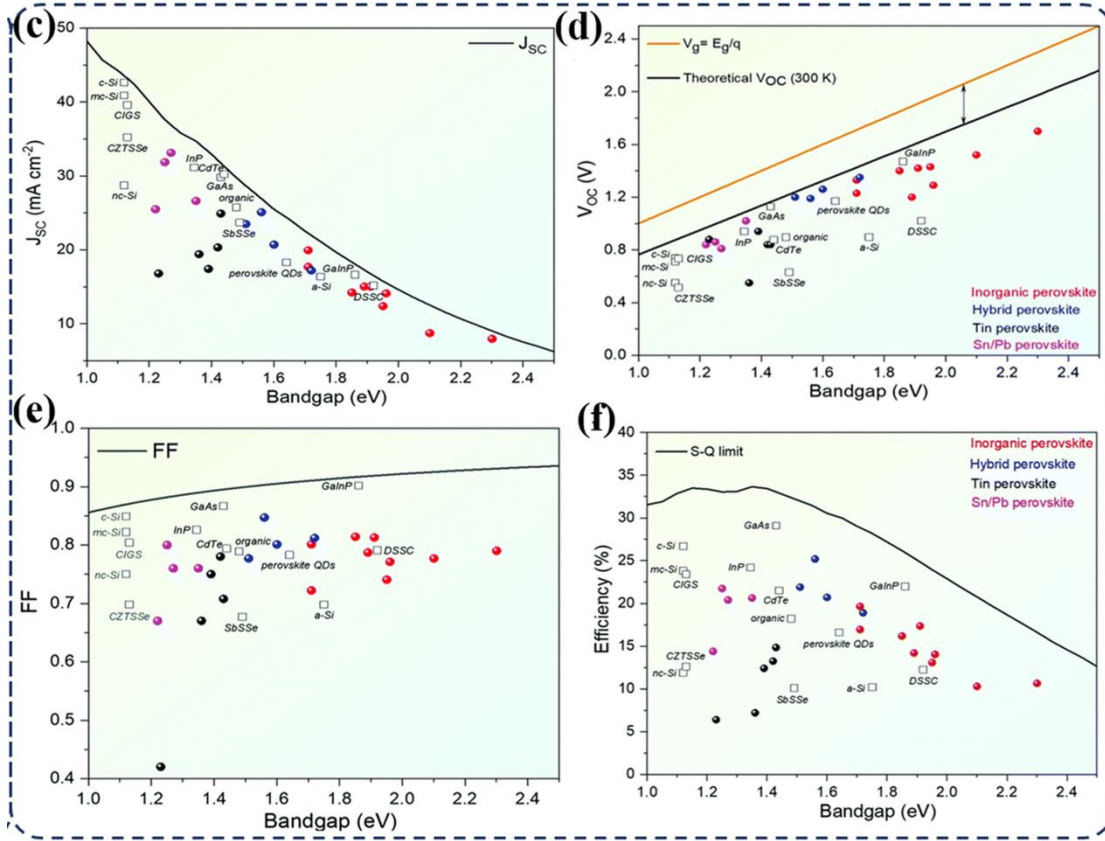 (c)
50
40
30
20
10
J_SC (mA cm⁻²)
J_SC
c-Si
mc-Si
CIGS
CZTSSe
nc-Si
InP
CdTe
GaAs
organic
SbSSe
perovskite QDs
GaInP
a-Si
DSSC
1.0 1.2 1.4 1.6 1.8 2.0 2.2 2.4
Bandgap (eV)
(d)
2.4
2.0
1.6
1.2
0.8
0.4
0.0
V_OC (V)
V_g= E_g/q
Theoretical V_OC (300 K)
GaInP
GaAs
perovskite QDs
c-Si
mc-Si
CIGS
InP
organic
CdTe
a-Si
DSSC
nc-Si
CZTSSe
SbSSe
Inorganic perovskite
Hybrid perovskite
Tin perovskite
Sn/Pb perovskite
1.0 1.2 1.4 1.6 1.8 2.0 2.2 2.4
Bandgap (eV)
(e)
1.0
0.9
0.8
0.7
0.6
0.5
0.4
FF
FF
GaInP
GaAs
c-Si
mc-Si
InP
CIGS
CdTe
organic
perovskite QDs
DSSC
nc-Si
CZTSSe
SbSSe
a-Si
1.0 1.2 1.4 1.6 1.8 2.0 2.2 2.4
Bandgap (eV)
(f)
40
35
30
25
20
15
10
5
0
Efficiency (%)
S-Q limit
Inorganic perovskite
Hybrid perovskite
Tin perovskite
Sn/Pb perovskite
GaAs
c-Si
mc-Si
CIGS
InP
CdTe
GaInP
organic
perovskite QDs
CZTSSe
nc-Si
SbSSe
a-Si
DSSC
1.0 1.2 1.4 1.6 1.8 2.0 2.2 2.4
Bandgap (eV)